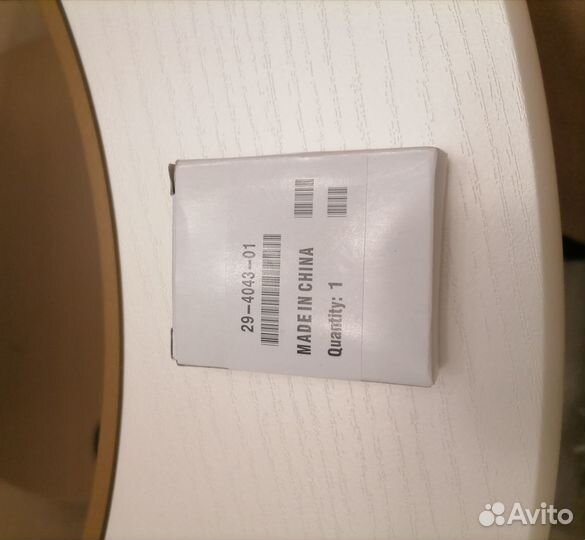 29-4043-01
MADE IN CHINA
Quantity: 1
Avito